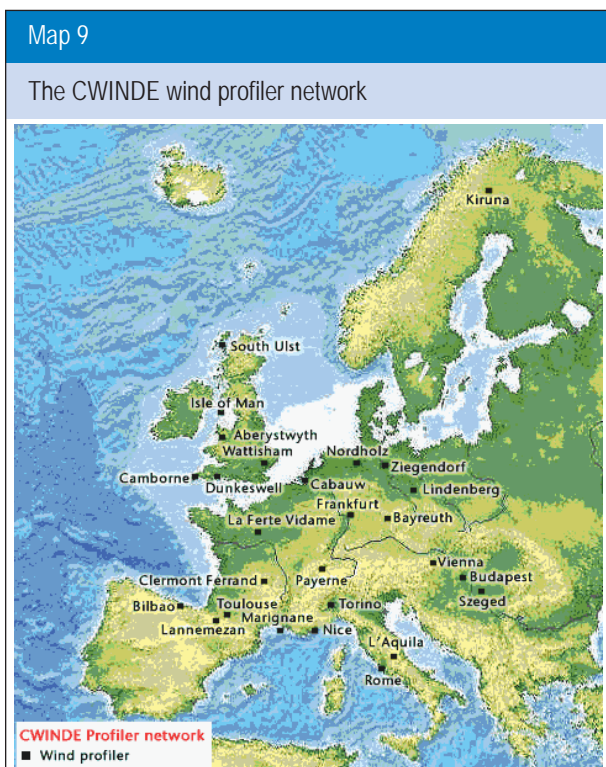 Map 9
The CWINDE wind profiler network
Kiruna
South Ulst
Isle of Man
Aberystwyth
Wattisham
Nordholz
Ziegendorf
Camborne
Dunkeswell
Cabauw
Lindenberg
Frankfurt
La Ferte Vidame
Bayreuth
Vienna
Clermont Ferrand
Payerne
Budapest
Szeged
Bilbao
Toulouse
Torino
Lannemezan
Marignane
Nice
L'Aquila
Rome
CWINDE Profiler network
Wind profiler